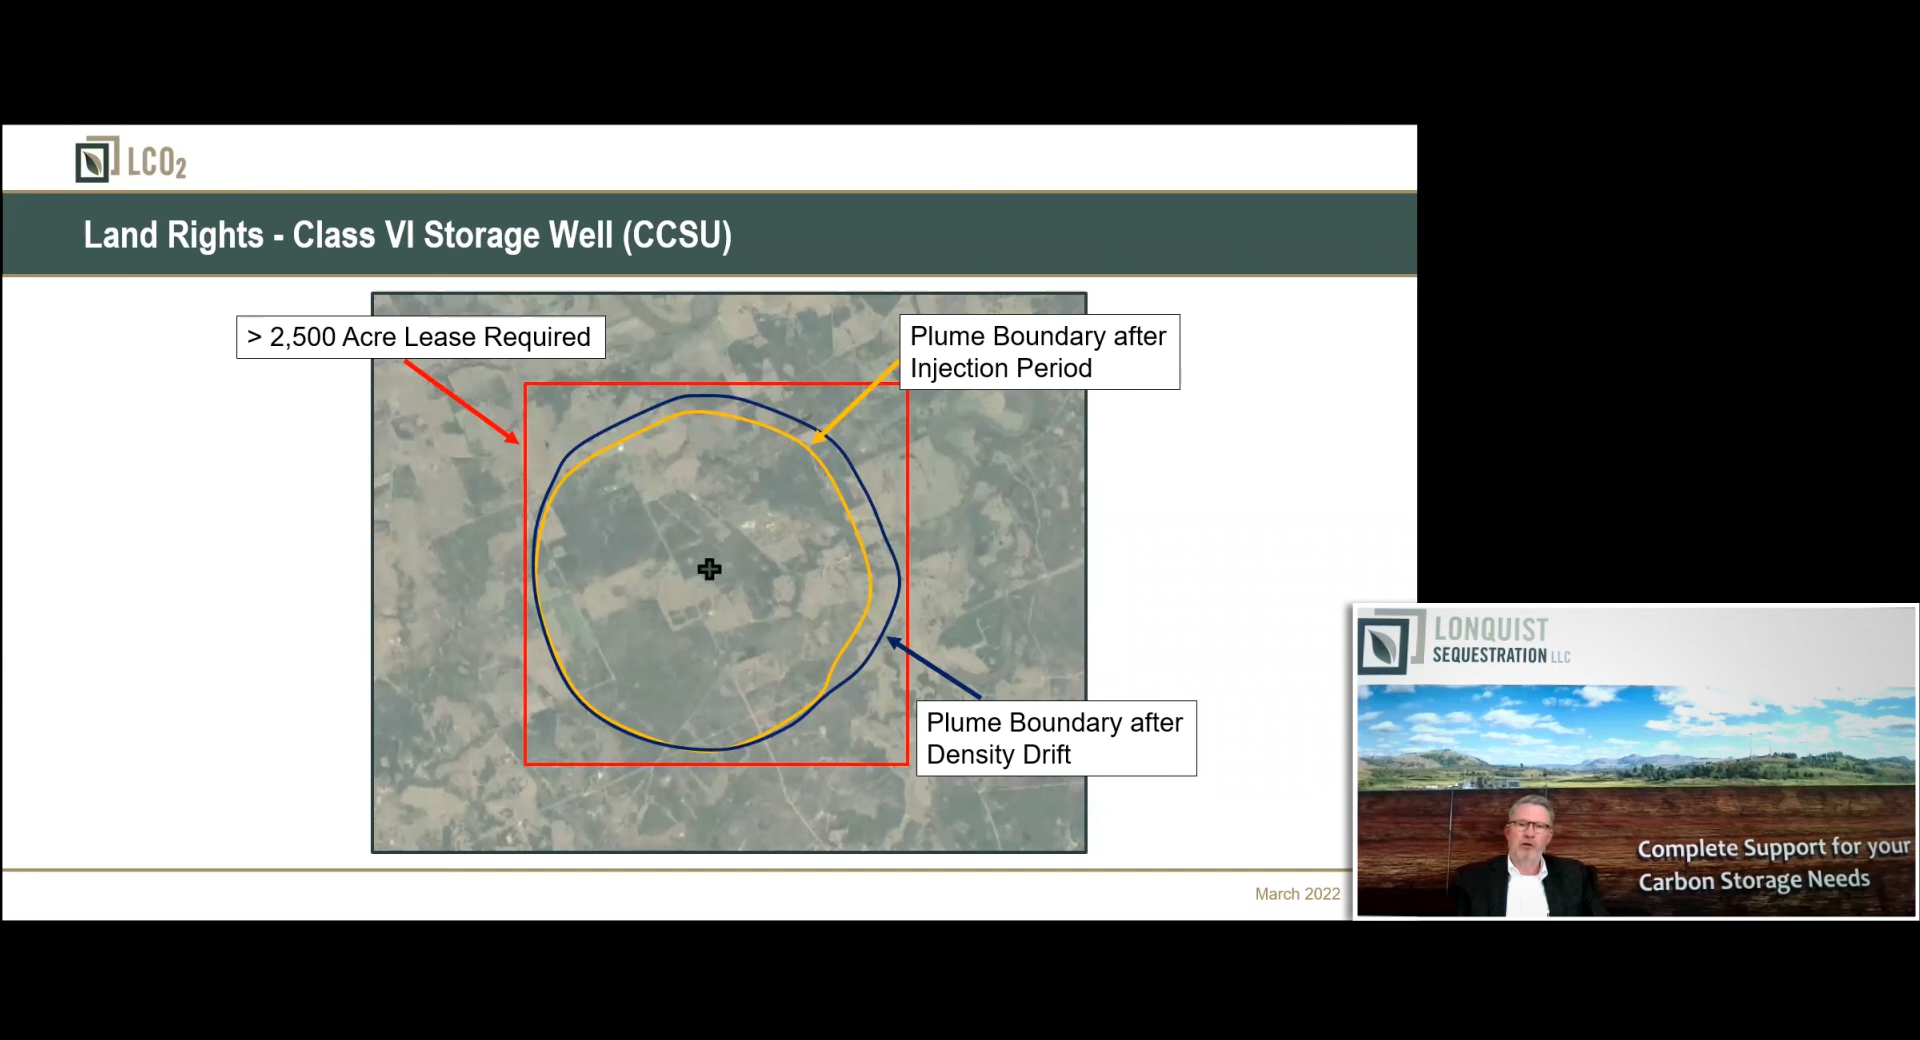 LCO2
Land Rights - Class VI Storage Well (CCSU)
> 2,500 Acre Lease Required
Plume Boundary after
Injection Period
Plume Boundary after
Density Drift
March 2022
LONQUIST
SEQUESTRATION LLC
Complete Support for your
Carbon Storage Needs